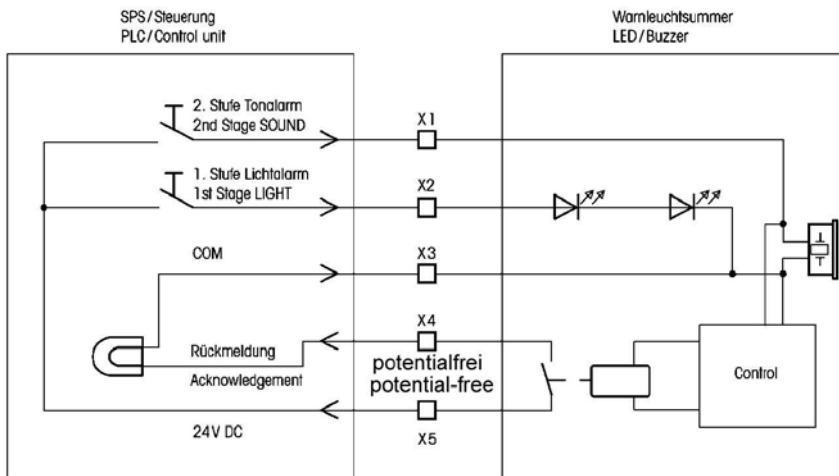 SPS/Steuerung
PLC/Control unit
Warnleuchtsummer
LED/Buzzer
2. Stufe Tonalarm
2nd Stage SOUND
X1
1. Stufe Lichtalarm
1st Stage LIGHT
X2
COM
X3
X4
Rückmeldung
Acknowledgement
potentialfrei
potential-free
Control
24V DC
X5